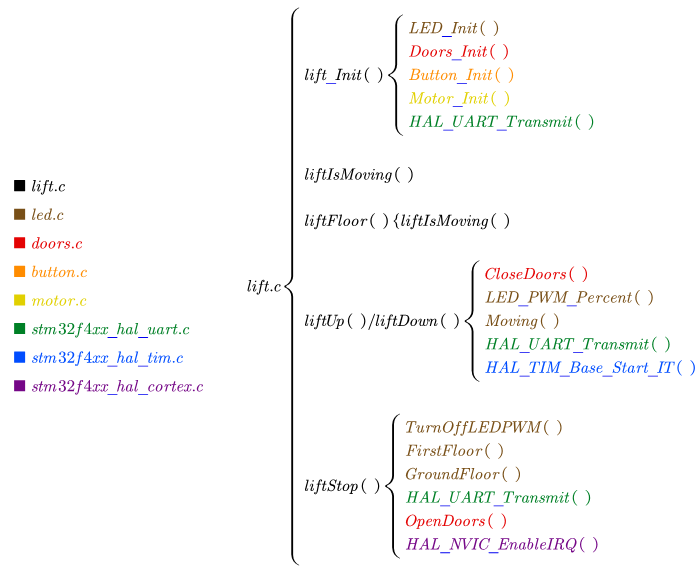 lift.c
led.c
doors.c
button.c
motor.c
stm32f4xx_hal_uart.c
stm32f4xx_hal_tim.c
stm32f4xx_hal_cortex.c
lift.c
lift_Init( )
LED_Init( )
Doors_Init( )
Button_Init( )
Motor_Init( )
HAL_UART_Transmit( )
liftIsMoving( )
liftFloor( ){liftIsMoving( )
liftUp( )/liftDown( )
CloseDoors( )
LED_PWM_Percent( )
Moving( )
HAL_UART_Transmit( )
HAL_TIM_Base_Start_IT( )
liftStop( )
TurnOffLEDPWM( )
FirstFloor( )
GroundFloor( )
HAL_UART_Transmit( )
OpenDoors( )
HAL_NVIC_EnableIRQ( )